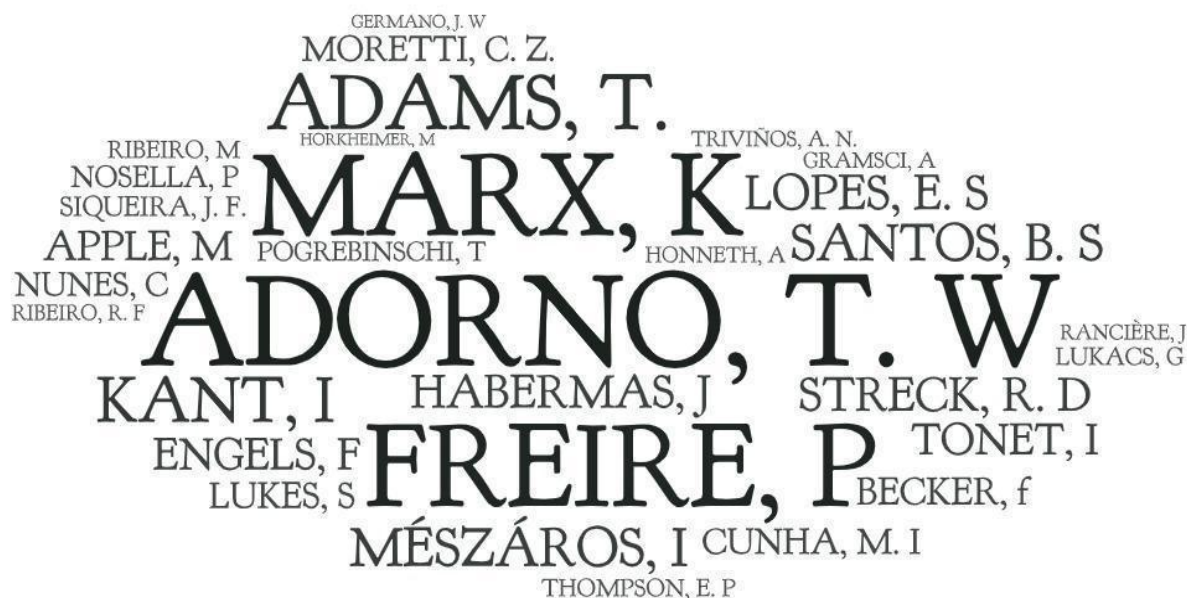 GERMANO, J. W
MORETTI, C. Z.
ADAMS, T.
HORKHEIMER, M
TRIVIÑOS, A. N.
RIBEIRO, M
MARX, K
GRAMSCI, A
NOSELLA, P
LOPES, E. S
SIQUEIRA, J. F.
APPLE, M
POGREBINSCHI, T
HONNETH, A
SANTOS, B. S
NUNES, C
ADORNO, T. W
RIBEIRO, R. F
RANCIÈRE, J
LUKACS, G
KANT, I
HABERMAS, J
STRECK, R. D
ENGELS, F
FREIRE, P
TONET, I
LUKES, S
BECKER, f
MÉSZÁROS, I
CUNHA, M. I
THOMPSON, E. P